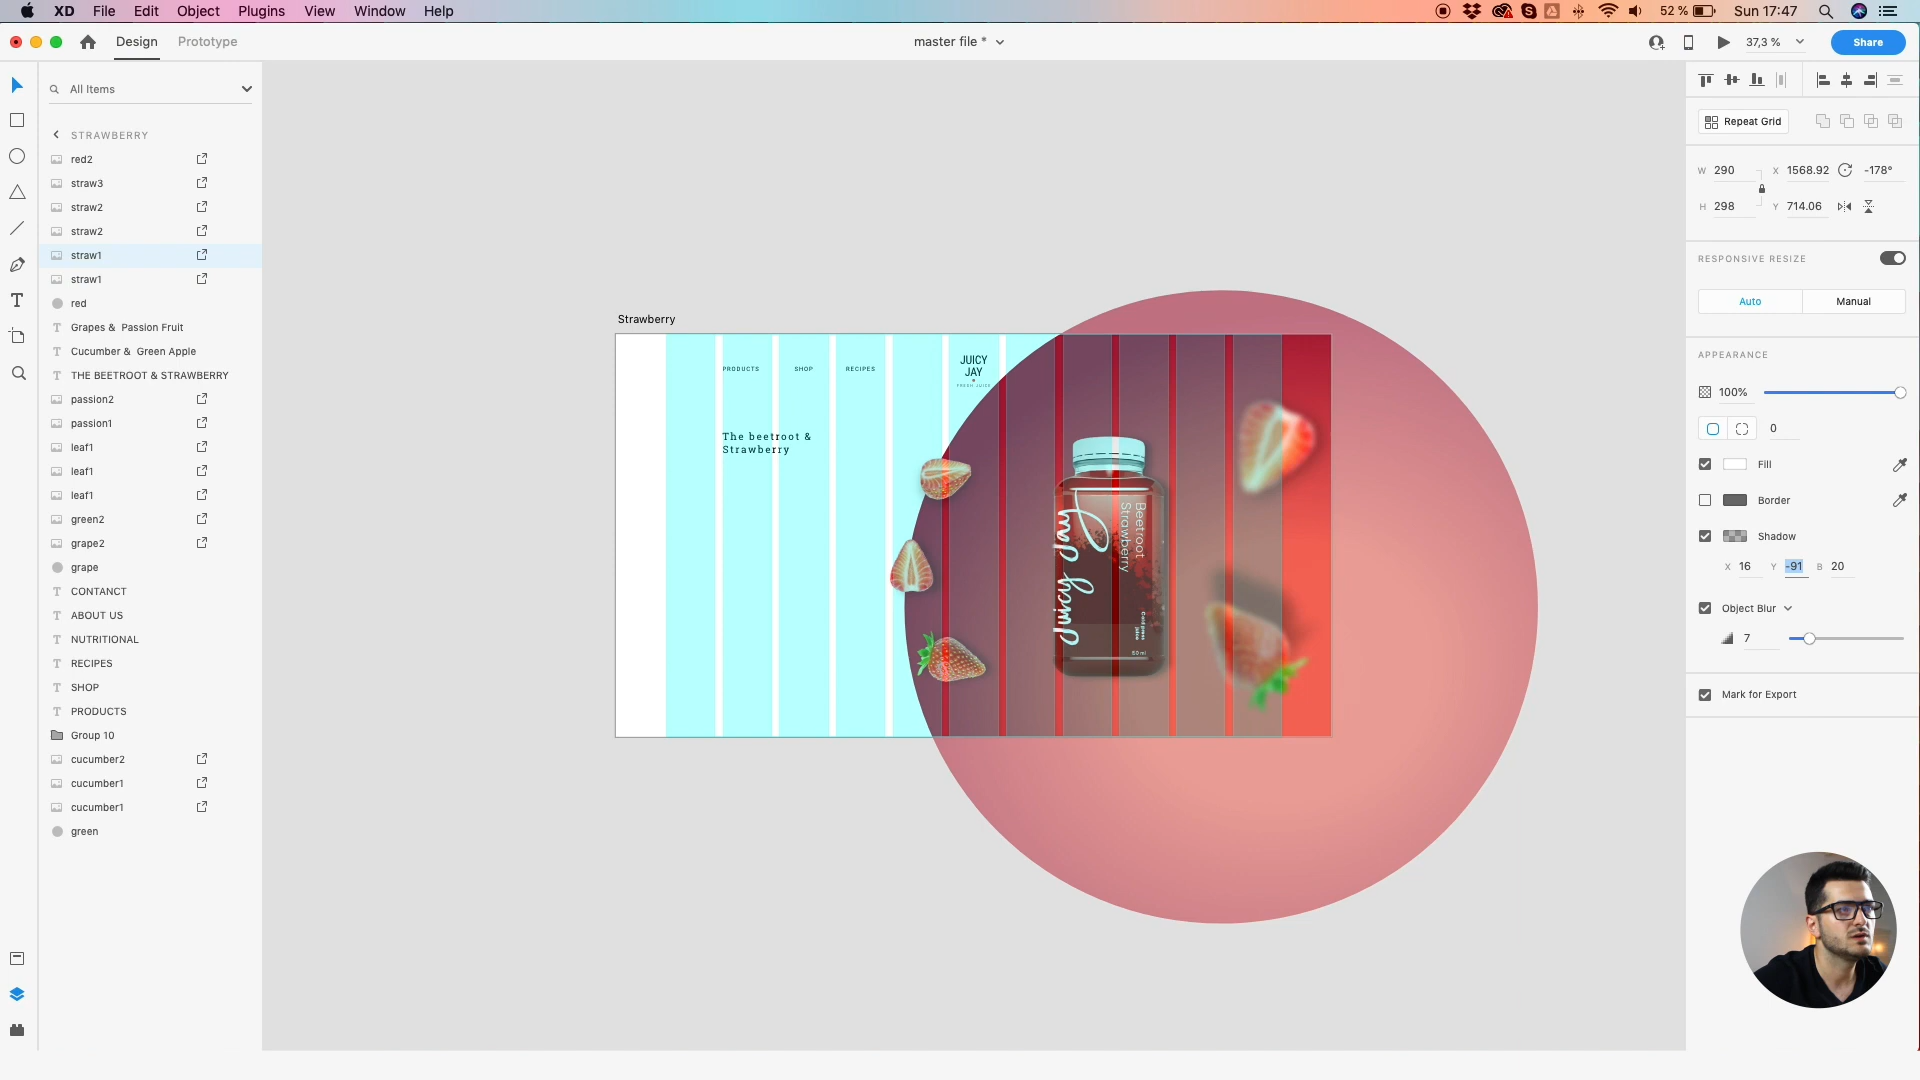 XD File Edit Object Plugins View Window Help
52 % Sun 17:47
Design Prototype
master file *
37,3 %
Share
All Items
STRAWBERRY
red2
straw3
straw2
straw2
straw1
straw1
red
Grapes & Passion Fruit
Cucumber & Green Apple
THE BEETROOT & STRAWBERRY
passion2
passion1
leaf1
leaf1
leaf1
green2
grape2
grape
CONTANCT
ABOUT US
NUTRITIONAL
RECIPES
SHOP
PRODUCTS
Group 10
cucumber2
cucumber1
cucumber1
green
Strawberry
PRODUCTS SHOP RECIPES
JUICY
JAY
FRESH JUICE
The beetroot &
Strawberry
Juicy Jay
Beetroot
Strawberry
Cold press
juice
50 ml
Repeat Grid
W 290 X 1568.92 -178°
H 298 Y 714.06
RESPONSIVE RESIZE
Auto Manual
APPEARANCE
100%
0
Fill
Border
Shadow
X 16 Y -91 B 20
Object Blur
7
Mark for Export